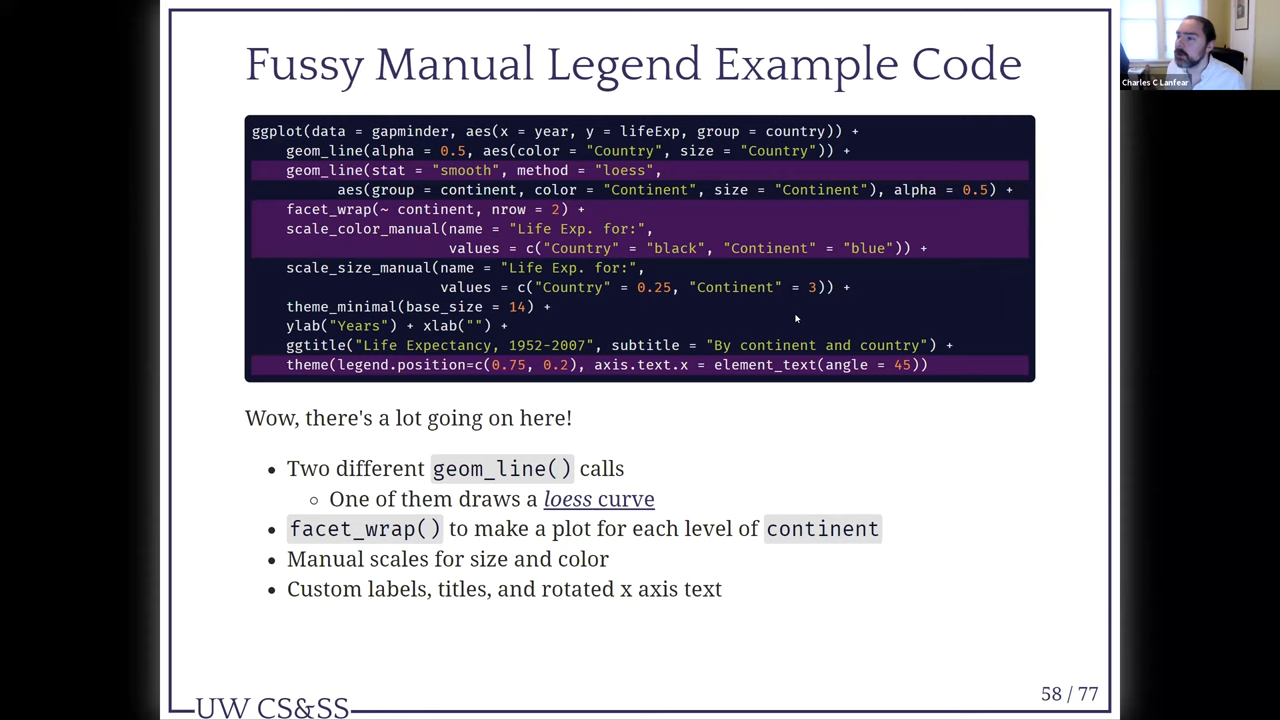 Fussy Manual Legend Example Code
Charles C Lanfear
ggplot(data = gapminder, aes(x = year, y = lifeExp, group = country)) +
    geom_line(alpha = 0.5, aes(color = "Country", size = "Country")) +
    geom_line(stat = "smooth", method = "loess",
          aes(group = continent, color = "Continent", size = "Continent"), alpha = 0.5) +
    facet_wrap(~ continent, nrow = 2) +
    scale_color_manual(name = "Life Exp. for:",
                       values = c("Country" = "black", "Continent" = "blue")) +
    scale_size_manual(name = "Life Exp. for:",
                      values = c("Country" = 0.25, "Continent" = 3)) +
    theme_minimal(base_size = 14) +
    ylab("Years") + xlab("") +
    ggtitle("Life Expectancy, 1952-2007", subtitle = "By continent and country") +
    theme(legend.position=c(0.75, 0.2), axis.text.x = element_text(angle = 45))
Wow, there's a lot going on here!
• Two different geom_line() calls
○ One of them draws a loess curve
• facet_wrap() to make a plot for each level of continent
• Manual scales for size and color
• Custom labels, titles, and rotated x axis text
58 / 77
UW CS&SS